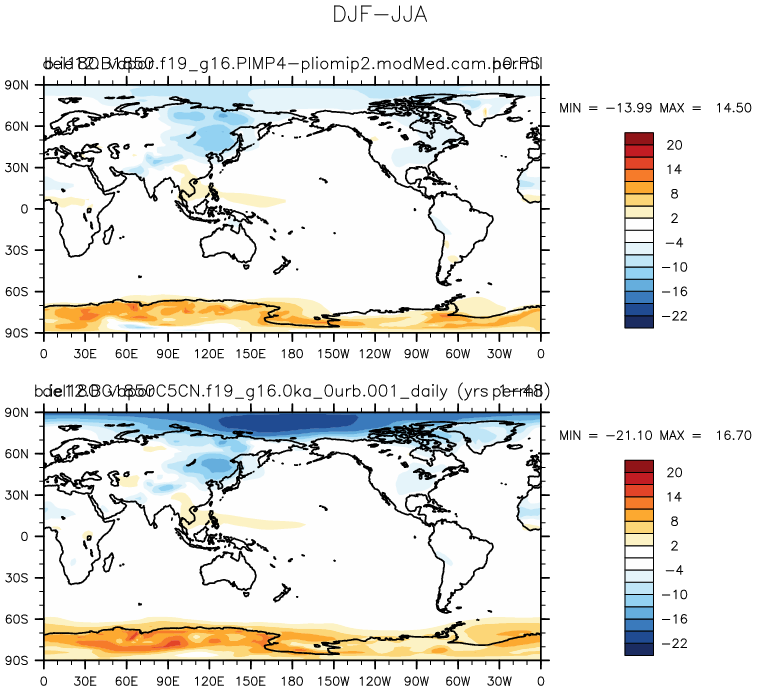 DJF−JJA
MIN = −13.99 MAX = 14.50
90N
60N
30N
0
30S
60S
90S
0 30E 60E 90E 120E 150E 180 150W 120W 90W 60W 30W 0
20
14
8
2
−4
−10
−16
−22
MIN = −21.10 MAX = 16.70
90N
60N
30N
0
30S
60S
90S
0 30E 60E 90E 120E 150E 180 150W 120W 90W 60W 30W 0
20
14
8
2
−4
−10
−16
−22